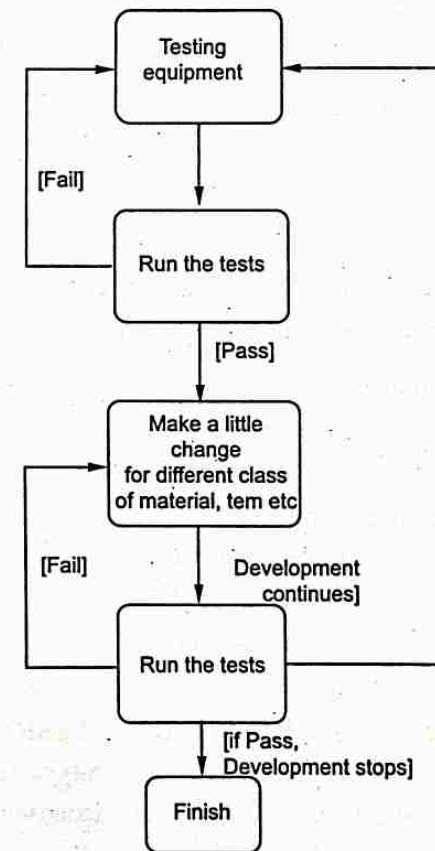 Testing
equipment
[Fail]
Run the tests
[Pass]
Make a little
change
for different class
of material, tem etc
[Fail]
Development
continues]
Run the tests
[if Pass,
Development stops]
Finish